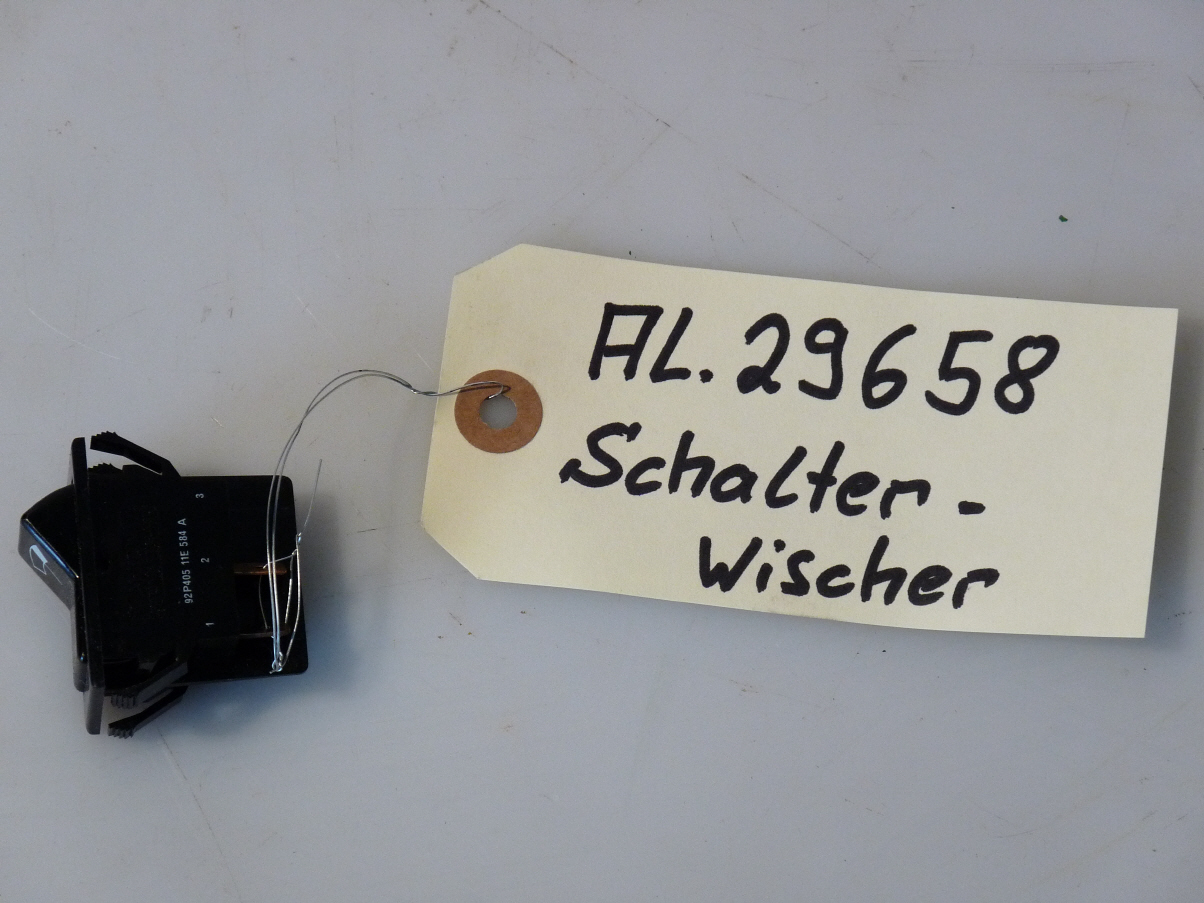 AL.29658
Schalter-
Wischer
92P405 11E 584 A
1 2 3